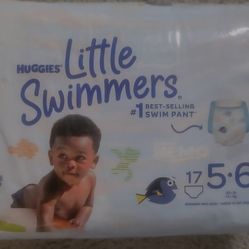 HUGGIES
Little
Swimmers
#1 BEST-SELLING
SWIM PANT
17
5-6